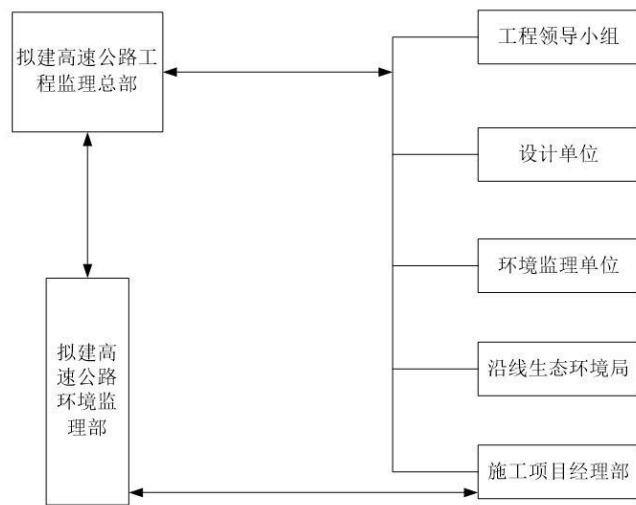 拟建高速公路工
程监理总部
工程领导小组
设计单位
环境监理单位
拟建高
速公路
环境监
理部
沿线生态环境局
施工项目经理部